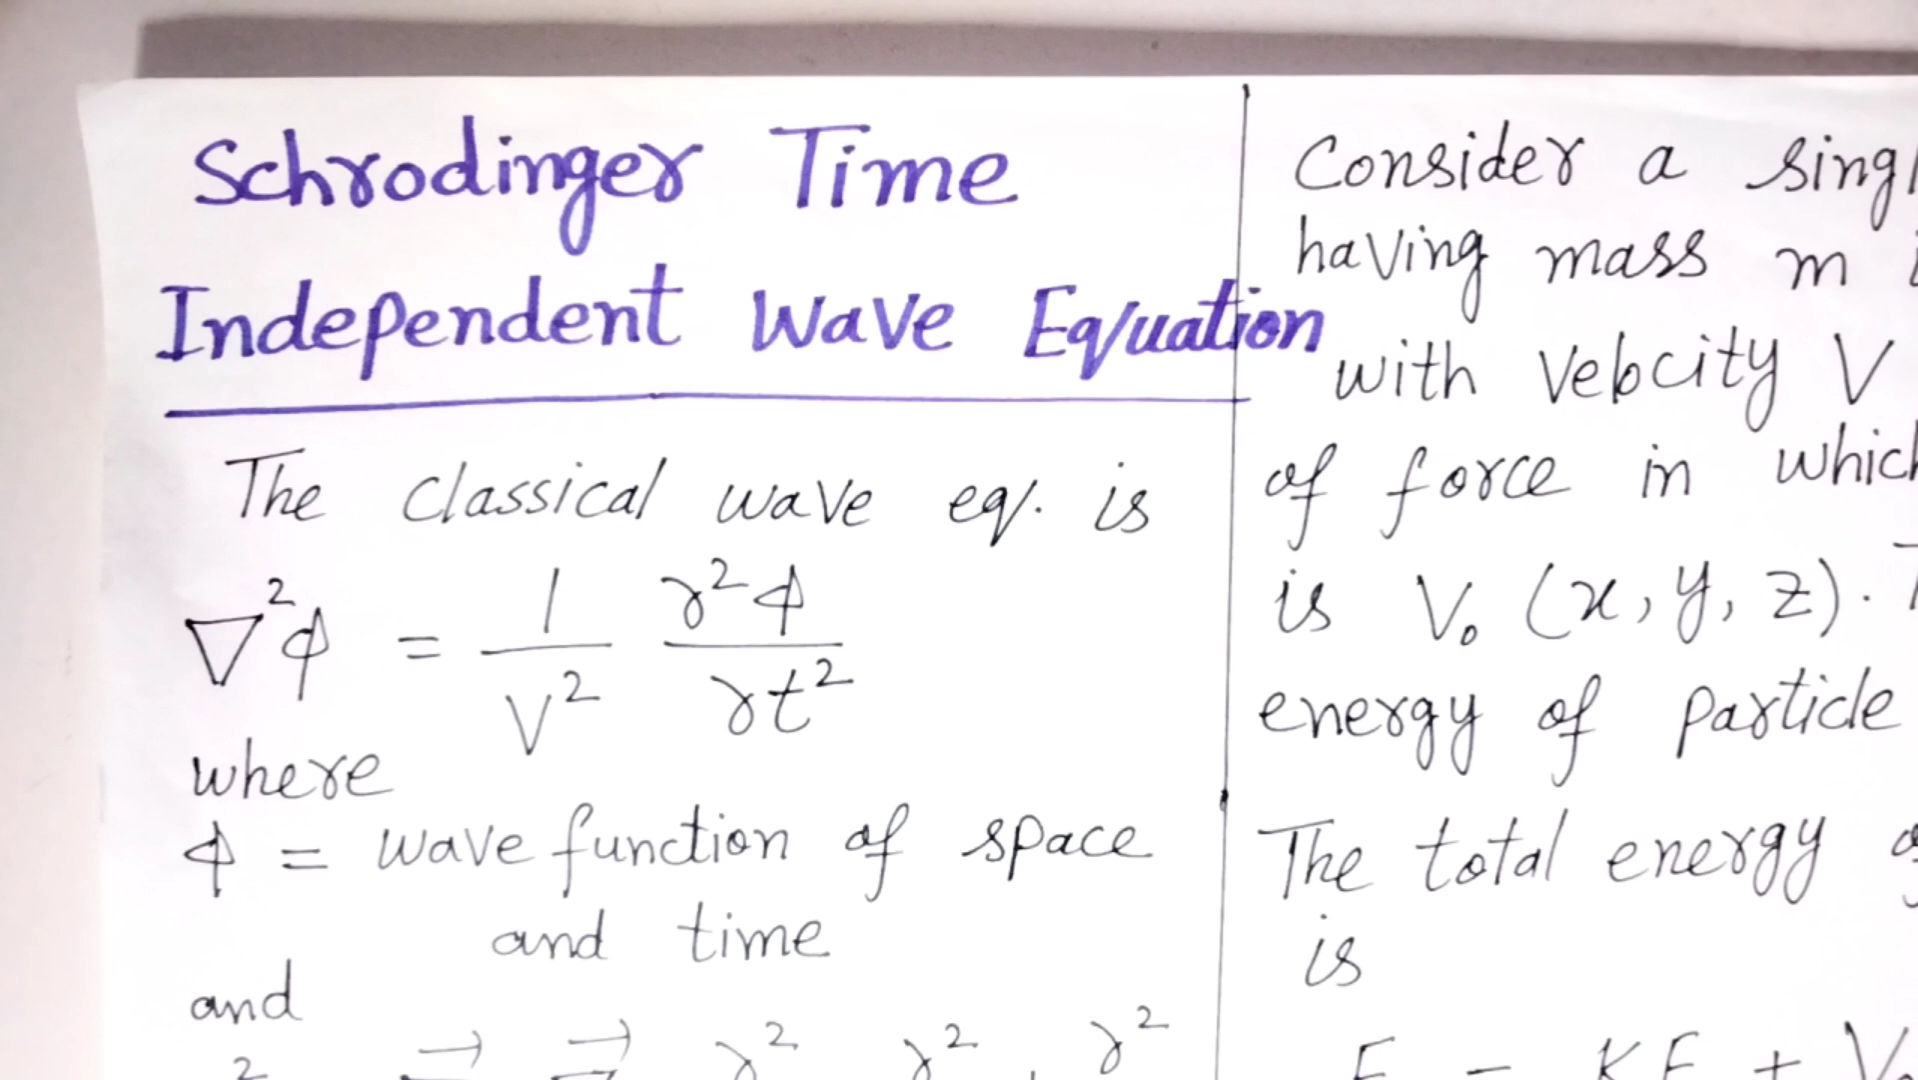 Schrodinger Time
Independent Wave Equation
The classical wave eq. is
∇²ϕ = 1/V² ∂²ϕ/∂t²
where
ϕ = wave function of space
and time
and
Consider a
having mass m
with Velocity V
of force in
is V₀ (x, y, z).
energy of particle
The total energy
is
E = KE + V₀